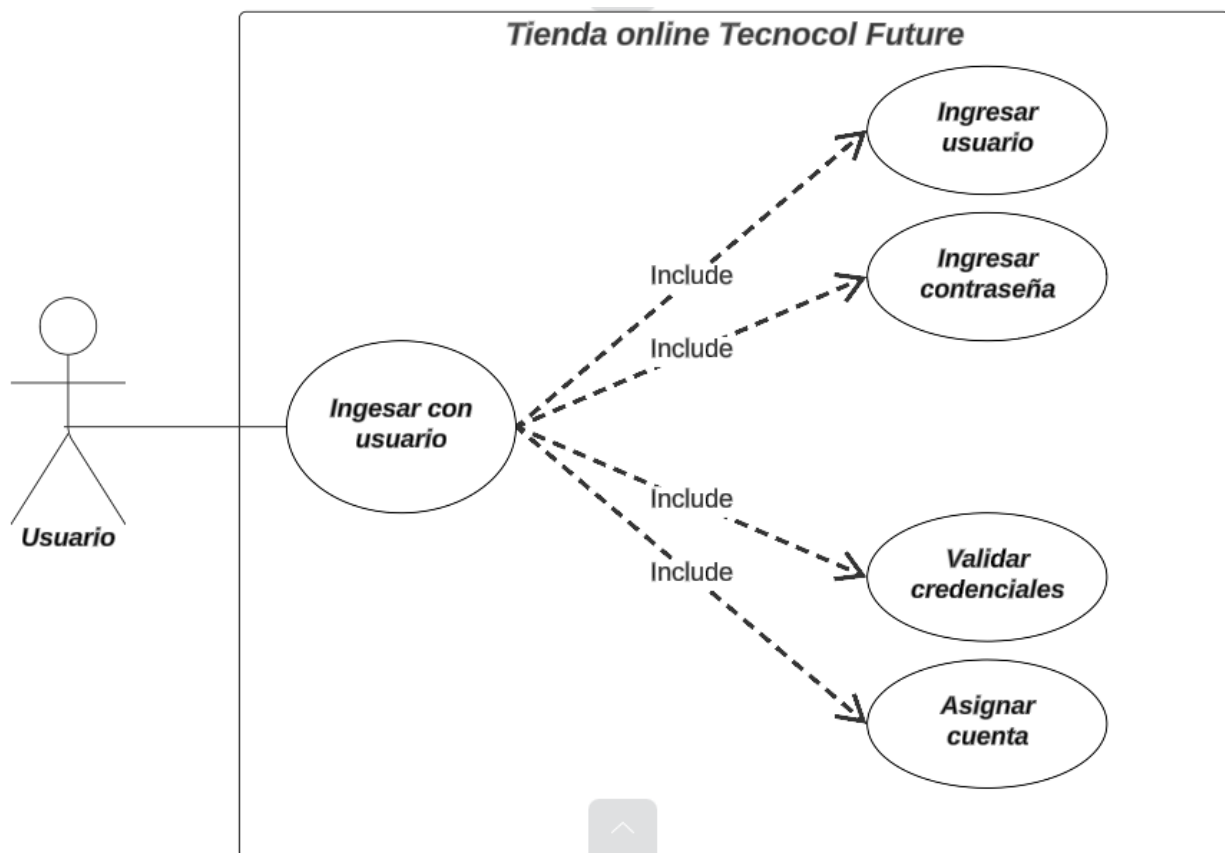 Tienda online Tecnocol Future
Ingresar
usuario
Ingresar
contraseña
Include
Include
Ingesar con
usuario
Include
Include
Usuario
Validar
credenciales
Asignar
cuenta